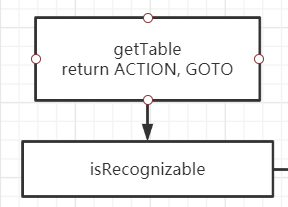 getTable
return ACTION, GOTO
isRecognizable